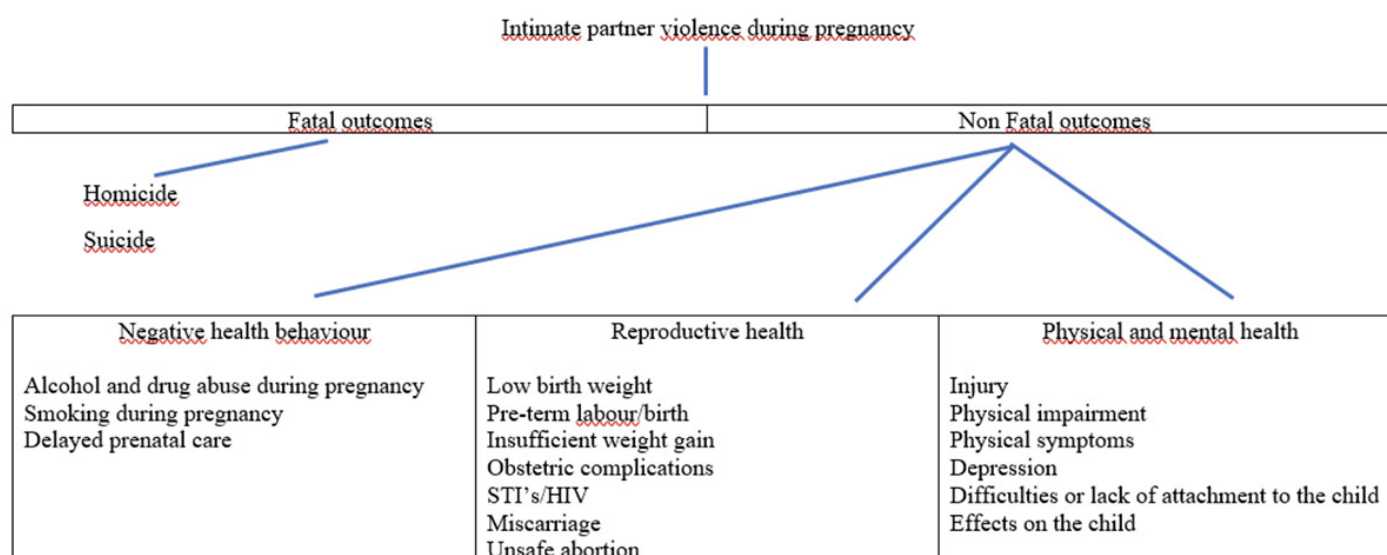 Intimate partner violence during pregnancy
Fatal outcomes
Non Fatal outcomes
Homicide
Suicide
Negative health behaviour
Alcohol and drug abuse during pregnancy
Smoking during pregnancy
Delayed prenatal care
Reproductive health
Low birth weight
Pre-term labour/birth
Insufficient weight gain
Obstetric complications
STI’s/HIV
Miscarriage
Unsafe abortion
Physical and mental health
Injury
Physical impairment
Physical symptoms
Depression
Difficulties or lack of attachment to the child
Effects on the child